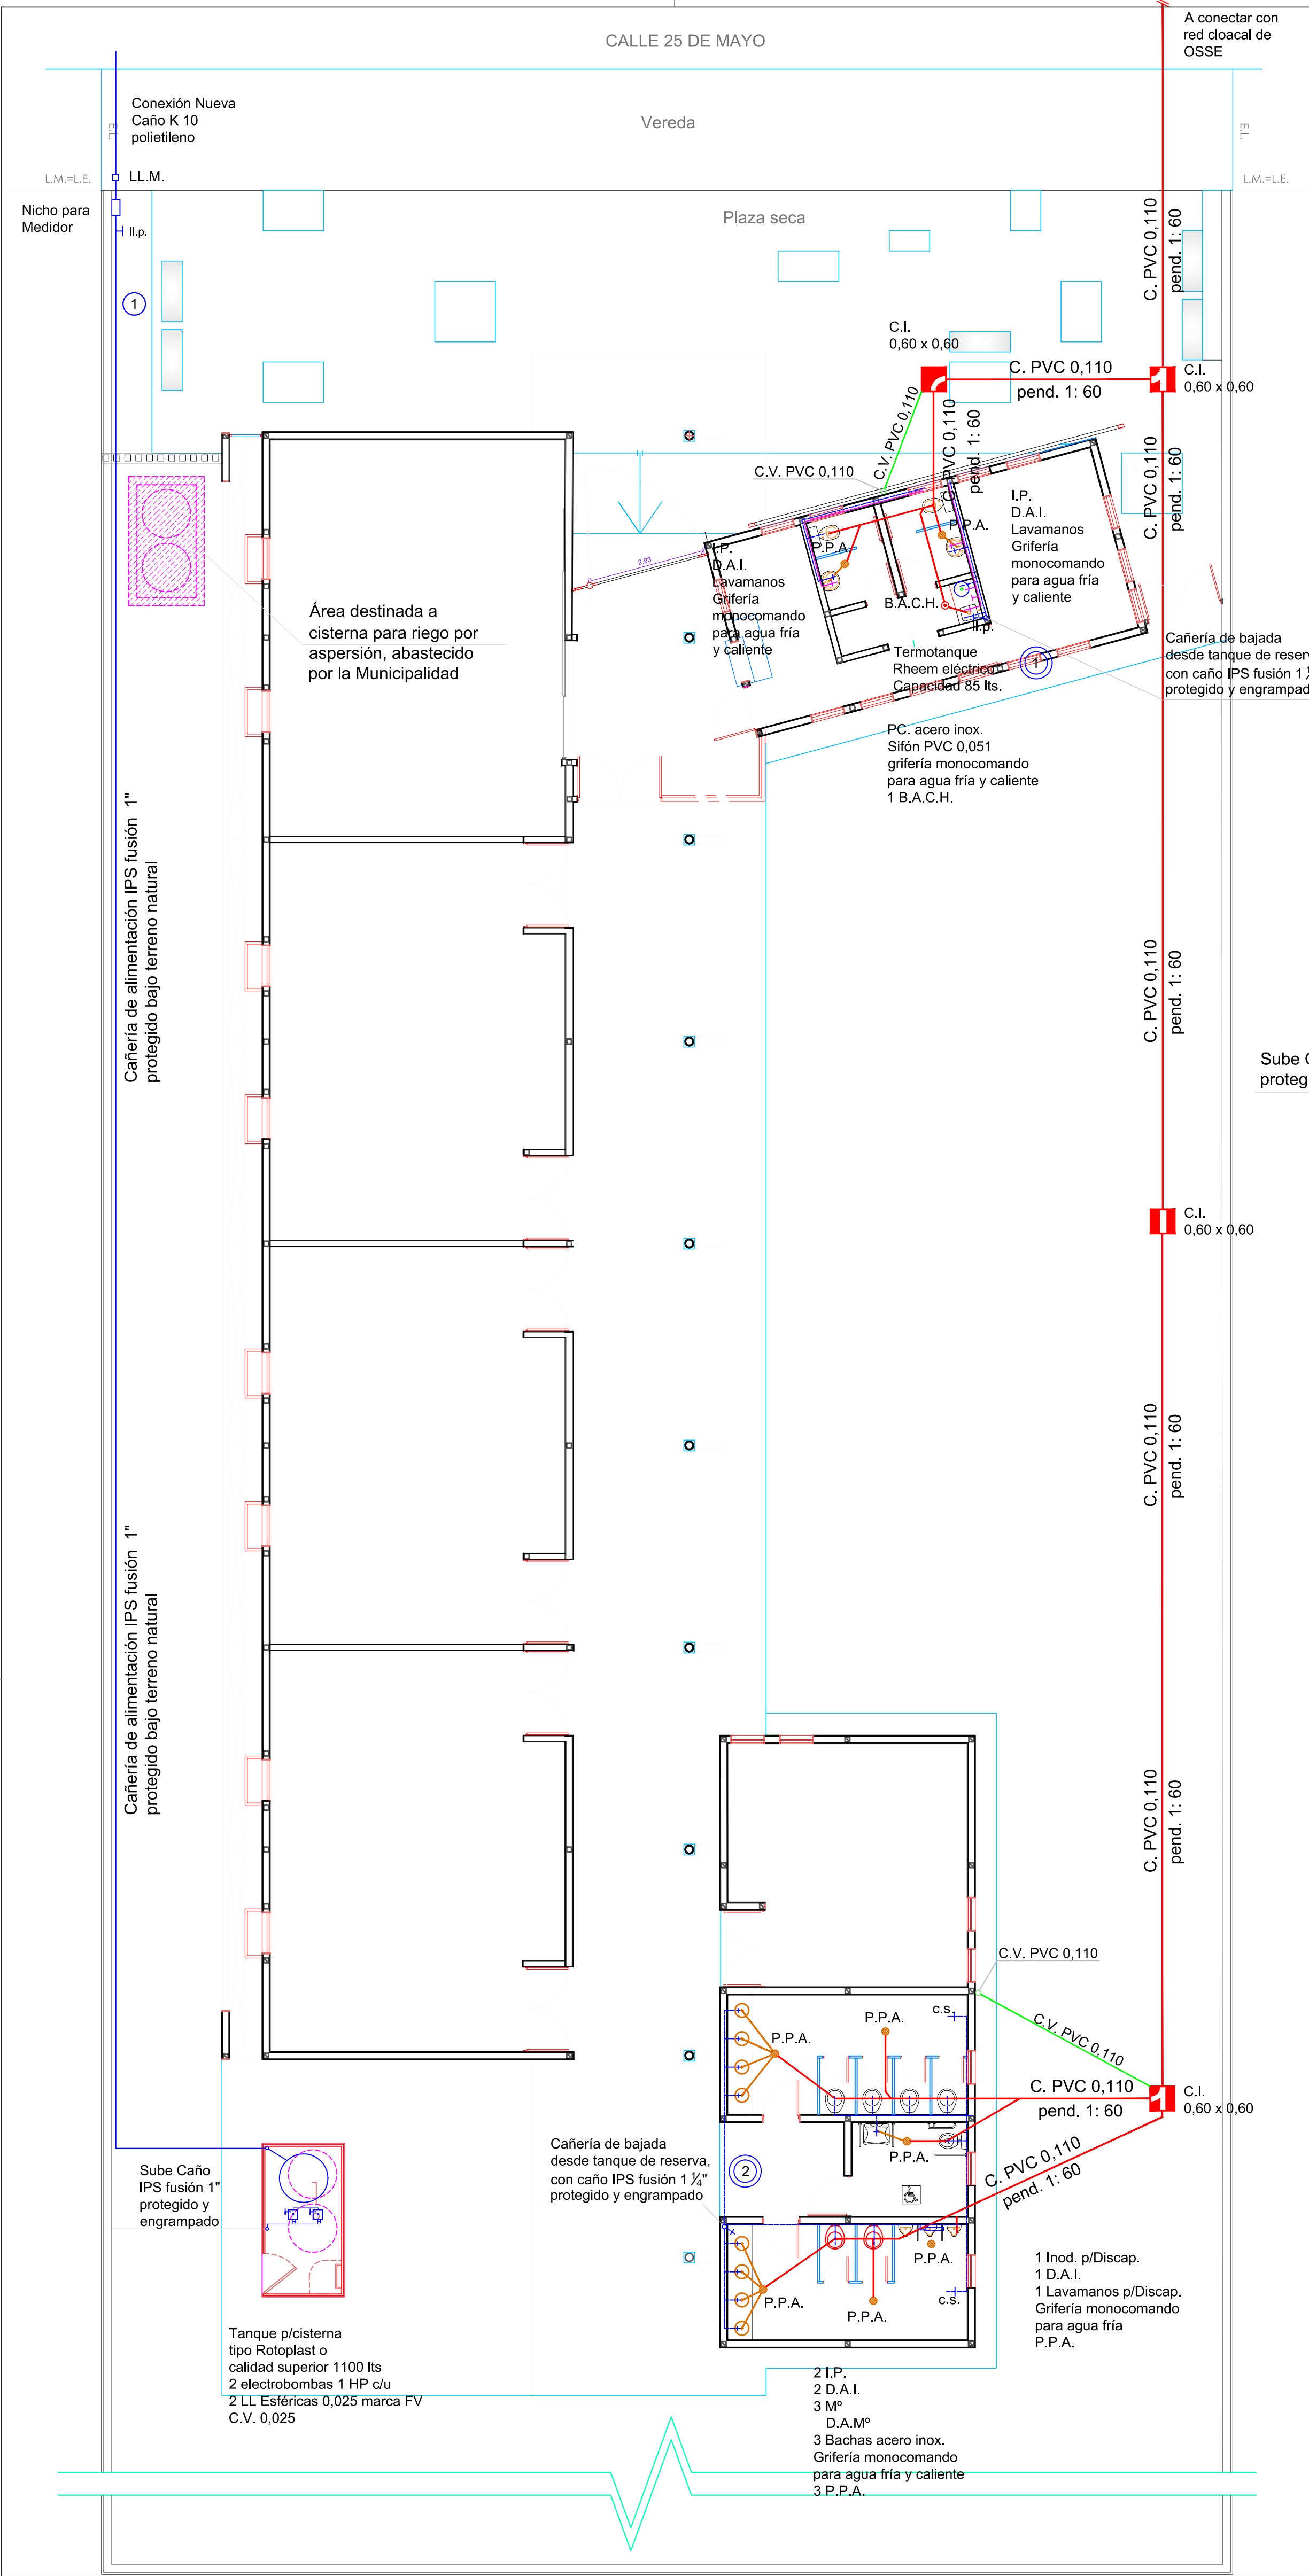 CALLE 25 DE MAYO
A conectar con
red cloacal de
OSSE
Conexión Nueva
Caño K 10
polietileno
Vereda
E.L.
E.L.
L.M.=L.E.
LL.M.
L.M.=L.E.
Nicho para
Medidor
ll.p.
Plaza seca
C. PVC 0,110
pend. 1: 60
1
C.I.
0,60 x 0,60
C. PVC 0,110
pend. 1: 60
1
C.I.
0,60 x 0,60
C.V. PVC 0,110
C. PVC 0,110
pend. 1: 60
C. PVC 0,110
pend. 1: 60
C.V. PVC 0,110
I.P.
D.A.I.
Lavamanos
Grifería
monocomando
para agua fría
y caliente
P.P.A.
P.P.A.
I.P.
D.A.I.
Lavamanos
Grifería
monocomando
para agua fría
y caliente
2.93
B.A.C.H.
ll.p.
Área destinada a
cisterna para riego por
aspersión, abastecido
por la Municipalidad
Termotanque
Rheem eléctrico
Capacidad 85 lts.
1
Cañería de bajada
desde tanque de reserv
con caño IPS fusión 1
protegido y engrampad
PC. acero inox.
Sifón PVC 0,051
grifería monocomando
para agua fría y caliente
1 B.A.C.H.
Cañería de alimentación IPS fusión 1"
protegido bajo terreno natural
C. PVC 0,110
pend. 1: 60
Sube
proteg
C.I.
0,60 x 0,60
C. PVC 0,110
pend. 1: 60
Cañería de alimentación IPS fusión 1"
protegido bajo terreno natural
C. PVC 0,110
pend. 1: 60
C.V. PVC 0,110
C.V. PVC 0,110
c.s.
P.P.A.
P.P.A.
C. PVC 0,110
pend. 1: 60
1
C.I.
0,60 x 0,60
P.P.A.
C. PVC 0,110
pend. 1: 60
Cañería de bajada
desde tanque de reserva,
con caño IPS fusión 1 ¼"
protegido y engrampado
2
Sube Caño
IPS fusión 1"
protegido y
engrampado
P.P.A.
P.P.A.
P.P.A.
c.s.
1 Inod. p/Discap.
1 D.A.I.
1 Lavamanos p/Discap.
Grifería monocomando
para agua fría
P.P.A.
Tanque p/cisterna
tipo Rotoplast o
calidad superior 1100 lts
2 electrobombas 1 HP c/u
2 LL Esféricas 0,025 marca FV
C.V. 0,025
2 I.P.
2 D.A.I.
3 Mº
D.A.Mº
3 Bachas acero inox.
Grifería monocomando
para agua fría y caliente
3 P.P.A.